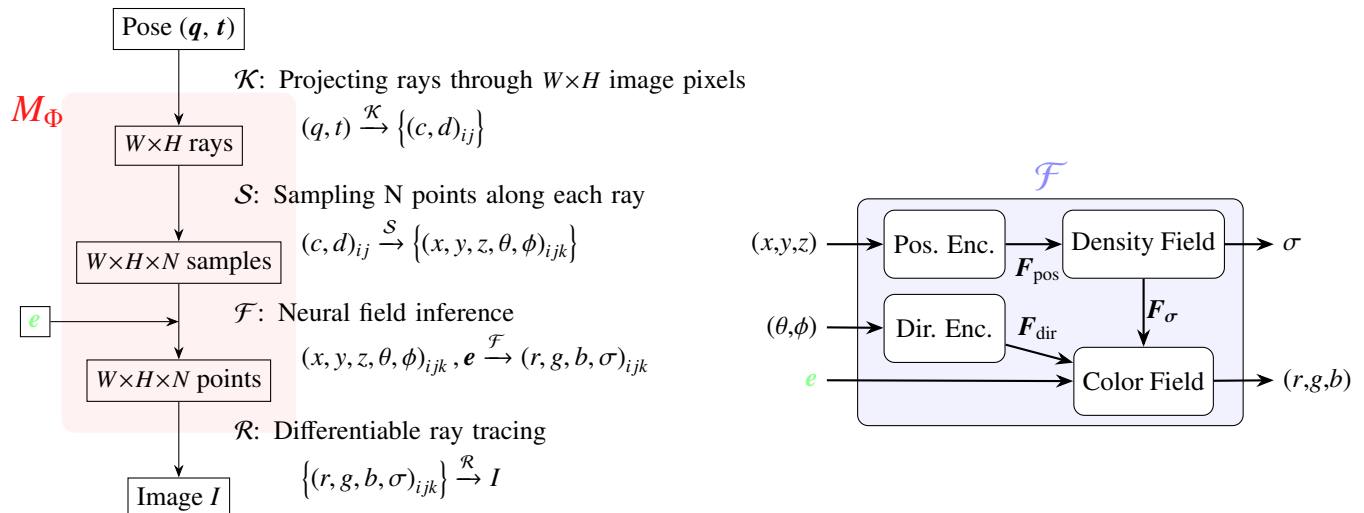 Pose (q, t)
𝒦: Projecting rays through W×H image pixels
M_Φ
(q, t) →^𝒦 {(c, d)_ij}
W×H rays
𝒮: Sampling N points along each ray
(c, d)_ij →^𝒮 {(x, y, z, θ, ϕ)_ijk}
W×H×N samples
e
ℱ: Neural field inference
(x, y, z, θ, ϕ)_ijk , e →^ℱ (r, g, b, σ)_ijk
W×H×N points
ℛ: Differentiable ray tracing
{(r, g, b, σ)_ijk} →^ℛ I
Image I
ℱ
(x,y,z)
Pos. Enc.
F_pos
Density Field
σ
(θ,ϕ)
Dir. Enc.
F_dir
F_σ
e
Color Field
(r,g,b)